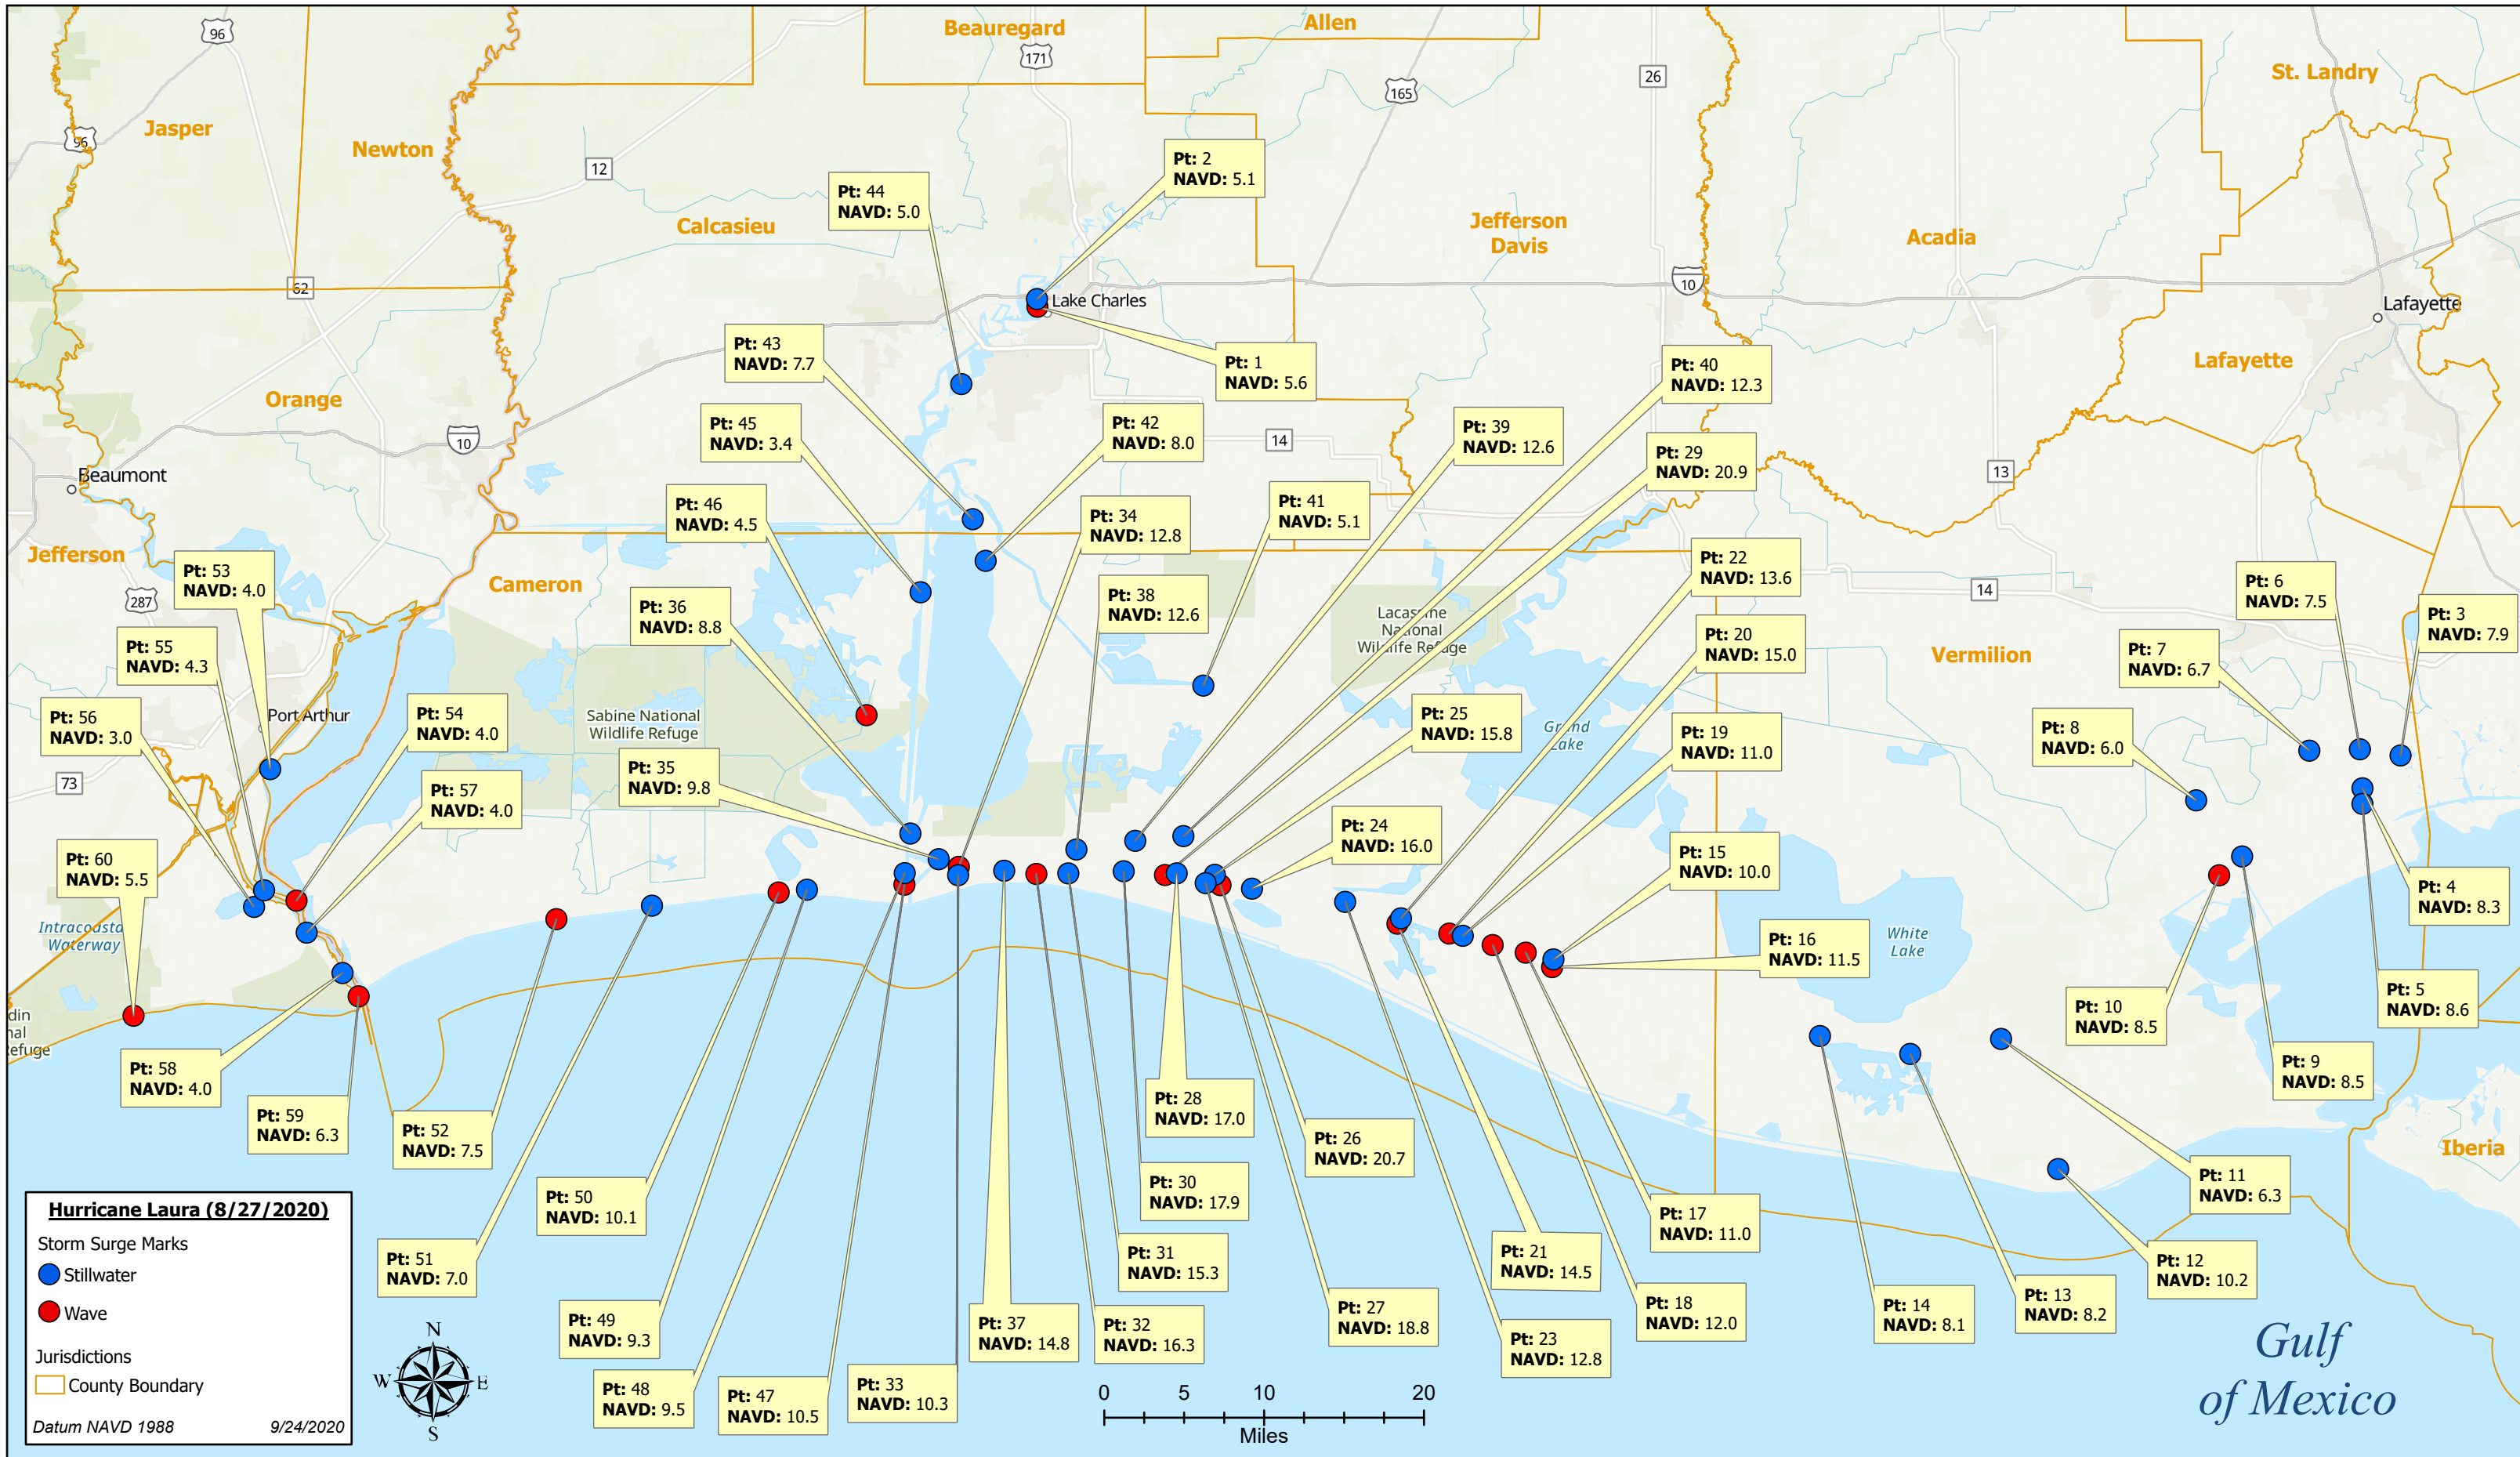 96
Beauregard
171
Allen
26
165
St. Landry
Jasper
96
Newton
12
Pt: 2
NAVD: 5.1
Pt: 44
NAVD: 5.0
Calcasieu
Jefferson
Davis
Acadia
62
10
Lake Charles
Lafayette
Pt: 43
NAVD: 7.7
Pt: 1
NAVD: 5.6
Pt: 40
NAVD: 12.3
Lafayette
Orange
10
Pt: 45
NAVD: 3.4
Pt: 42
NAVD: 8.0
14
Pt: 39
NAVD: 12.6
Pt: 29
NAVD: 20.9
13
Beaumont
Pt: 46
NAVD: 4.5
Pt: 34
NAVD: 12.8
Pt: 41
NAVD: 5.1
Jefferson
Pt: 53
NAVD: 4.0
Cameron
287
Pt: 22
NAVD: 13.6
14
Pt: 6
NAVD: 7.5
Pt: 36
NAVD: 8.8
Pt: 38
NAVD: 12.6
Lacassine
National
Wildlife Refuge
Pt: 3
NAVD: 7.9
Pt: 55
NAVD: 4.3
Pt: 20
NAVD: 15.0
Vermilion
Pt: 7
NAVD: 6.7
Pt: 56
NAVD: 3.0
Port Arthur
Pt: 54
NAVD: 4.0
Sabine National
Wildlife Refuge
Pt: 25
NAVD: 15.8
Grand
Lake
Pt: 19
NAVD: 11.0
Pt: 8
NAVD: 6.0
73
Pt: 57
NAVD: 4.0
Pt: 35
NAVD: 9.8
Pt: 60
NAVD: 5.5
Pt: 24
NAVD: 16.0
Pt: 15
NAVD: 10.0
Pt: 4
NAVD: 8.3
Intracoasta
Waterway
Pt: 16
NAVD: 11.5
White
Lake
Pt: 10
NAVD: 8.5
Pt: 5
NAVD: 8.6
din
nal
efuge
Pt: 58
NAVD: 4.0
Pt: 9
NAVD: 8.5
Pt: 59
NAVD: 6.3
Pt: 52
NAVD: 7.5
Pt: 28
NAVD: 17.0
Pt: 26
NAVD: 20.7
Iberia
Pt: 50
NAVD: 10.1
Pt: 30
NAVD: 17.9
Pt: 11
NAVD: 6.3
Pt: 17
NAVD: 11.0
Pt: 51
NAVD: 7.0
Pt: 31
NAVD: 15.3
Pt: 21
NAVD: 14.5
Pt: 12
NAVD: 10.2
Pt: 49
NAVD: 9.3
Pt: 37
NAVD: 14.8
Pt: 32
NAVD: 16.3
Pt: 27
NAVD: 18.8
Pt: 18
NAVD: 12.0
Pt: 14
NAVD: 8.1
Pt: 13
NAVD: 8.2
Pt: 23
NAVD: 12.8
Pt: 48
NAVD: 9.5
Pt: 47
NAVD: 10.5
Pt: 33
NAVD: 10.3
Gulf
of Mexico
Hurricane Laura (8/27/2020)
Storm Surge Marks
Stillwater
Wave
Jurisdictions
County Boundary
Datum NAVD 1988 9/24/2020
N
W E
S
0 5 10 20
Miles